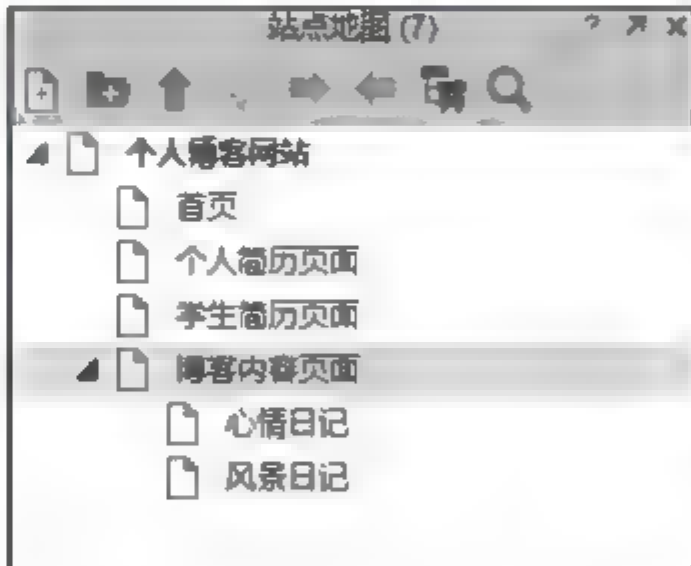 站点地图 (7)
个人博客网站
首页
个人简历页面
学生简历页面
博客内容页面
心情日记
风景日记